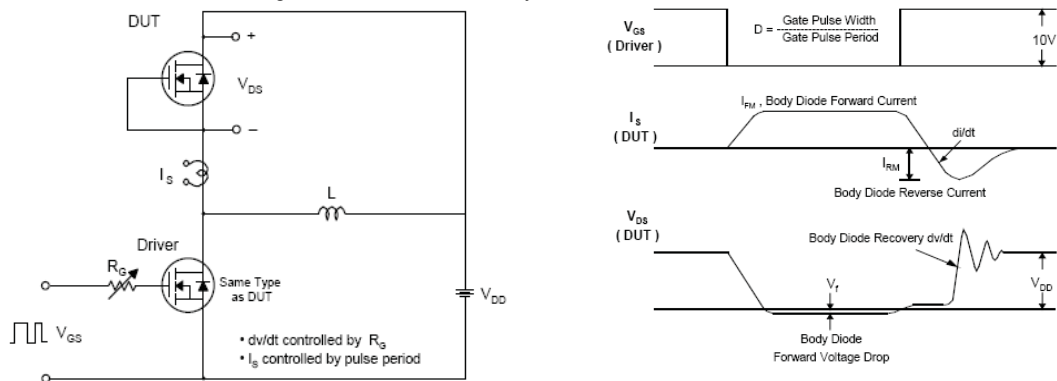 DUT
+
V_DS
–
I_S
L
Driver
R_G
Same Type
as DUT
V_DD
V_GS
• dv/dt controlled by R_G
• I_S controlled by pulse period
V_GS
( Driver )
D = Gate Pulse Width
Gate Pulse Period
10V
I_FM , Body Diode Forward Current
I_S
( DUT )
di/dt
I_RM
Body Diode Reverse Current
V_DS
( DUT )
Body Diode Recovery dv/dt
V_f
V_DD
Body Diode
Forward Voltage Drop